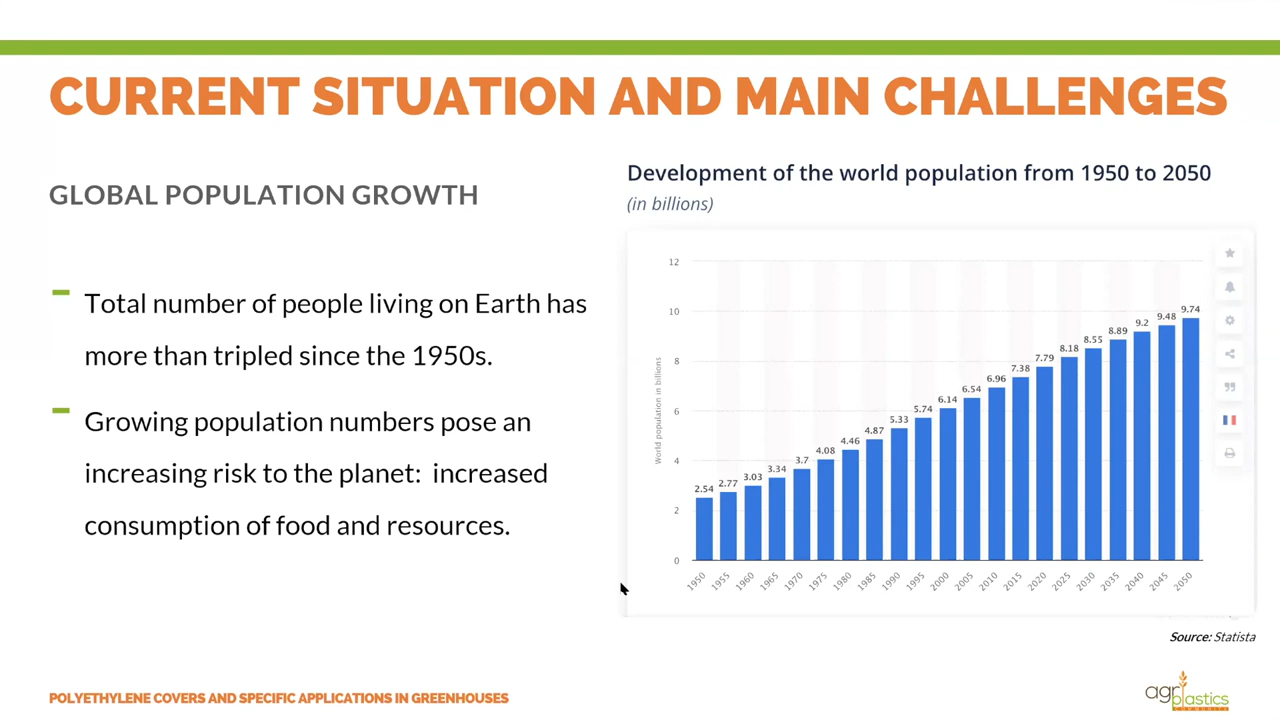 CURRENT SITUATION AND MAIN CHALLENGES
GLOBAL POPULATION GROWTH
Total number of people living on Earth has
more than tripled since the 1950s.
Growing population numbers pose an
increasing risk to the planet: increased
consumption of food and resources.
Development of the world population from 1950 to 2050
(in billions)
World population in billions
12
10
8
6
4
2
0
2.54 2.77 3.03 3.34 3.7 4.08 4.46 4.87 5.33 5.74 6.14 6.54 6.96 7.38 7.79 8.18 8.55 8.89 9.2 9.48 9.74
1950 1955 1960 1965 1970 1975 1980 1985 1990 1995 2000 2005 2010 2015 2020 2025 2030 2035 2040 2045 2050
Source: Statista
POLYETHYLENE COVERS AND SPECIFIC APPLICATIONS IN GREENHOUSES
agriplastics
COMMUNITY